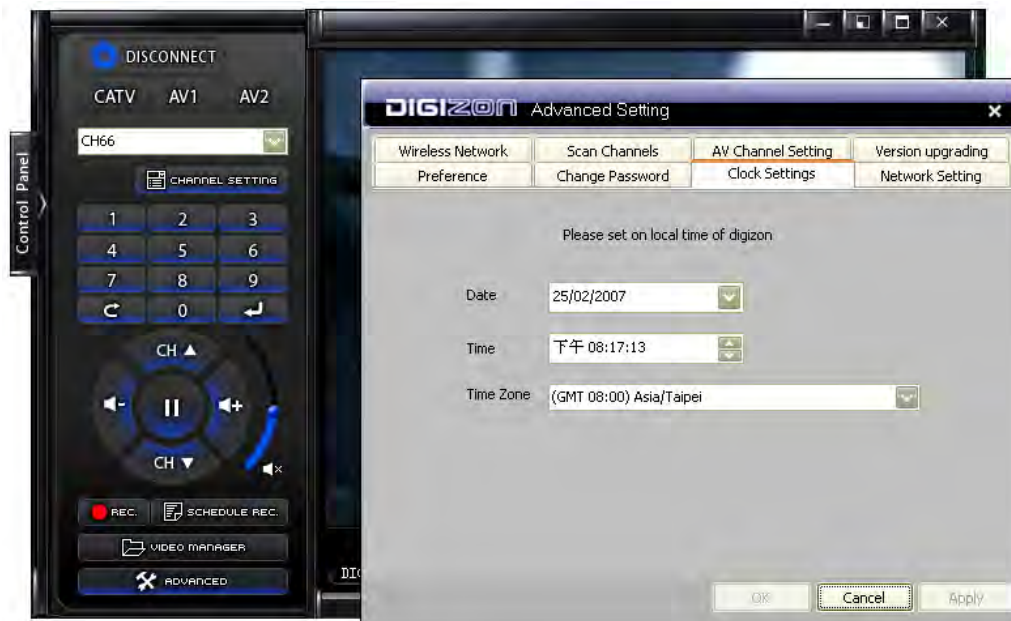 DISCONNECT
CATV AV1 AV2
CH66
CHANNEL SETTING
Control Panel
1 2 3
4 5 6
7 8 9
0
CH ▲
- +
CH ▼
REC. SCHEDULE REC.
VIDEO MANAGER
ADVANCED
DIGIZON Advanced Setting
Wireless Network Scan Channels AV Channel Setting Version upgrading
Preference Change Password Clock Settings Network Setting
Please set on local time of digizon
Date 25/02/2007
Time 下午 08:17:13
Time Zone (GMT 08:00) Asia/Taipei
OK Cancel Apply